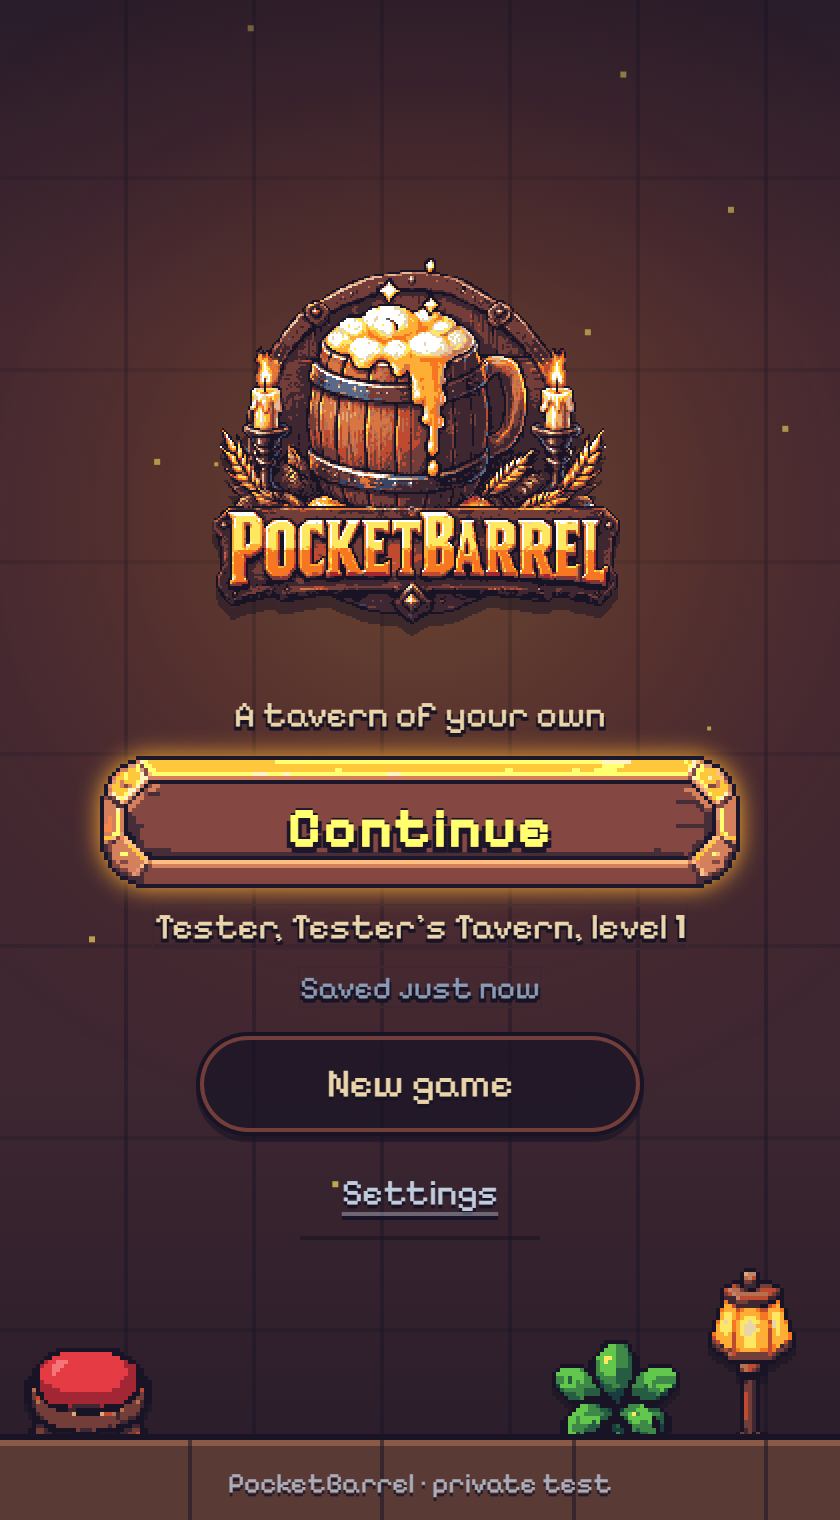 POCKETBARREL
A tavern of your own
Continue
Tester, Tester's Tavern, level 1
Saved just now
New game
Settings
PocketBarrel · private test